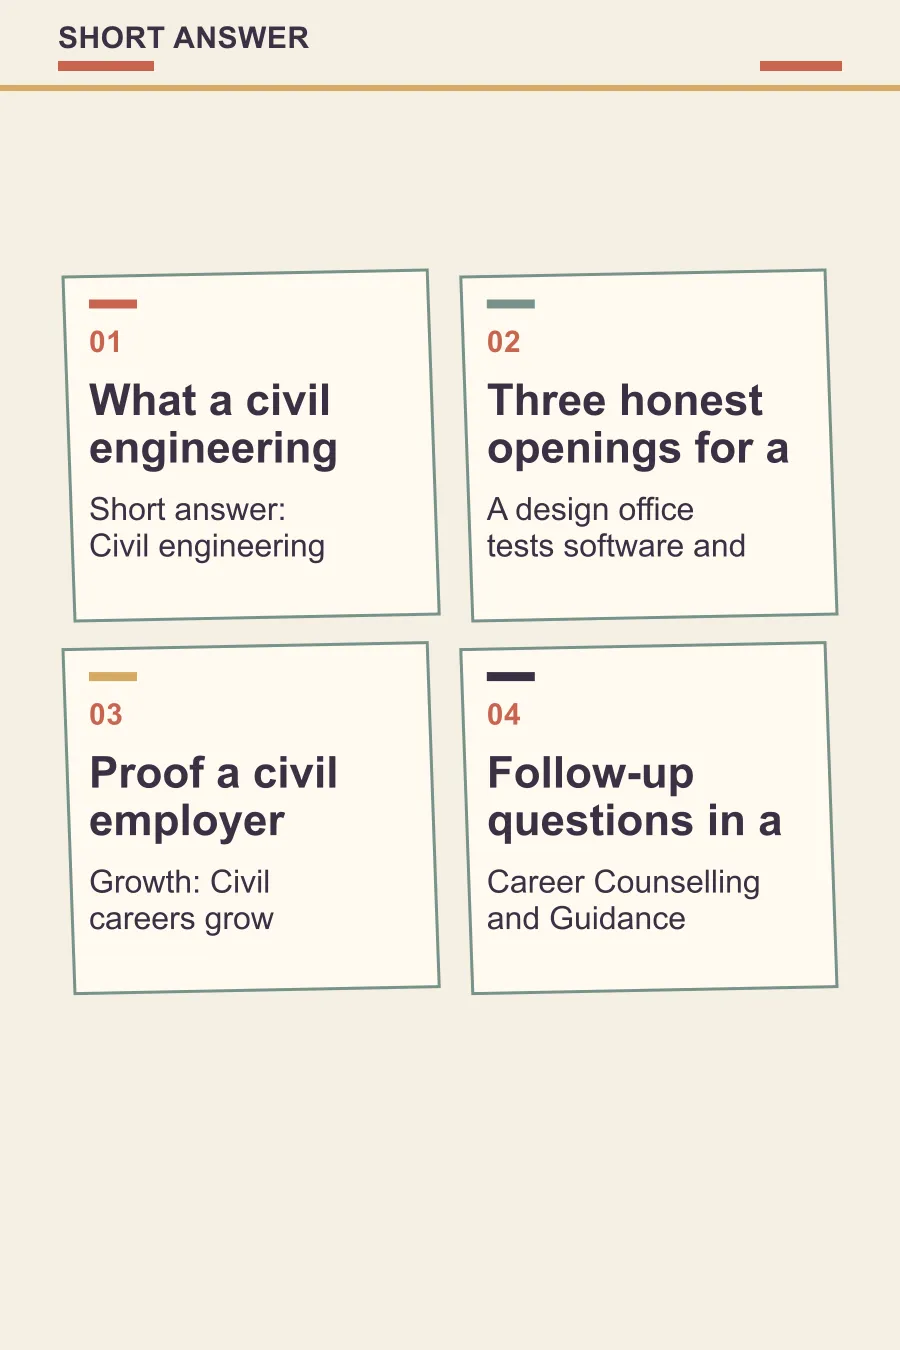 SHORT ANSWER
01
What a civil
engineering
Short answer:
Civil engineering
02
Three honest
openings for a
A design office
tests software and
03
Proof a civil
employer
Growth: Civil
careers grow
04
Follow-up
questions in a
Career Counselling
and Guidance